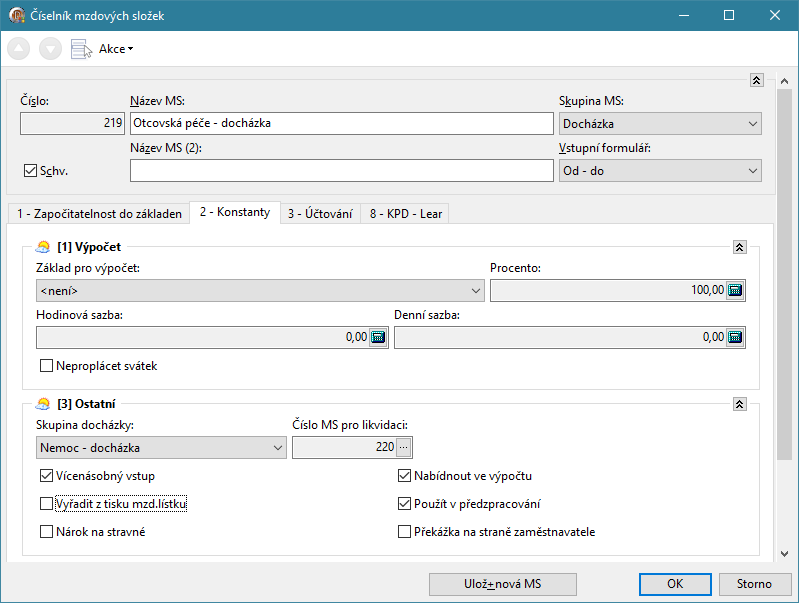 Číselník mzdových složek
Akce
Číslo: Název MS: Skupina MS:
219 Otcovská péče - docházka Docházka
Název MS (2): Vstupní formulář:
Schv. Od - do
1 - Započitatelnost do základen 2 - Konstanty 3 - Účtování 8 - KPD - Lear
[1] Výpočet
Základ pro výpočet: Procento:
<není> 100,00
Hodinová sazba: Denní sazba:
0,00 0,00
Neproplácet svátek
[3] Ostatní
Skupina docházky: Číslo MS pro likvidaci:
Nemoc - docházka 220 ...
Vícenásobný vstup Nabídnout ve výpočtu
Vyřadit z tisku mzd.lístku Použít v předzpracování
Nárok na stravné Překážka na straně zaměstnavatele
Ulož+nová MS OK Storno